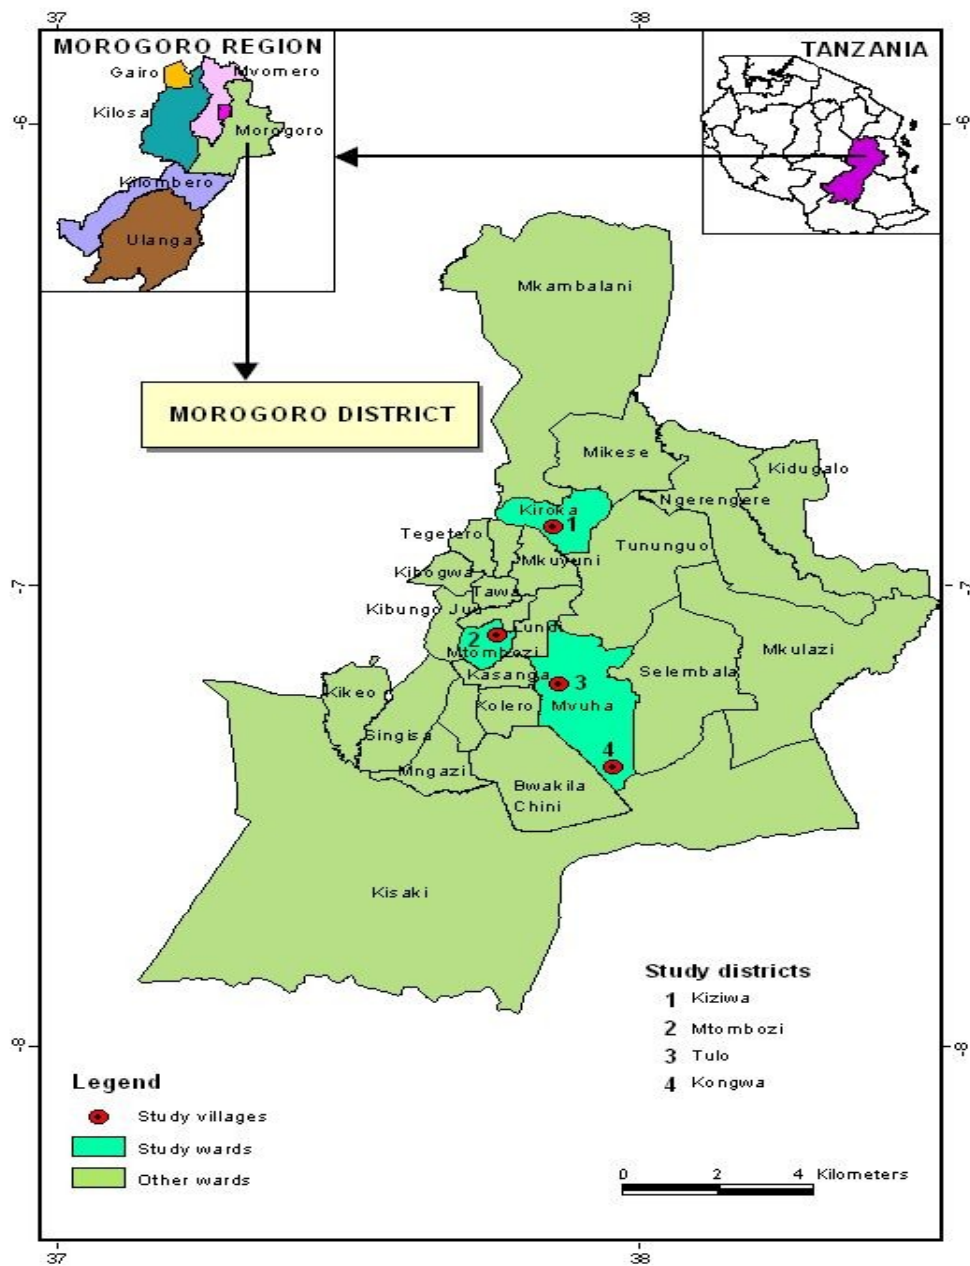 37
38
MOROGORO REGION
Gairo
Mvomero
Kilosa
Morogoro
Kilombero
Ulanga
TANZANIA
-6
-6
Mkambalani
MOROGORO DISTRICT
Mikese
Kidugalo
Ngerengere
Kiroka
1
Tegetero
Mkuyuni
Tununguo
Kibogwa
-7
-7
Tawa
Kibungo Juu
Lundi
2
Mtombozi
Mkulazi
Kasanga
Selembala
3
Kikeo
Kolero
Mvuha
Singisa
4
Mngazi
Bwakila
Chini
Kisaki
Study districts
1 Kiziwa
2 Mtombozi
3 Tulo
4 Kongwa
-8
-8
Legend
Study villages
Study wards
Other wards
0 2 4 Kilometers
37
38